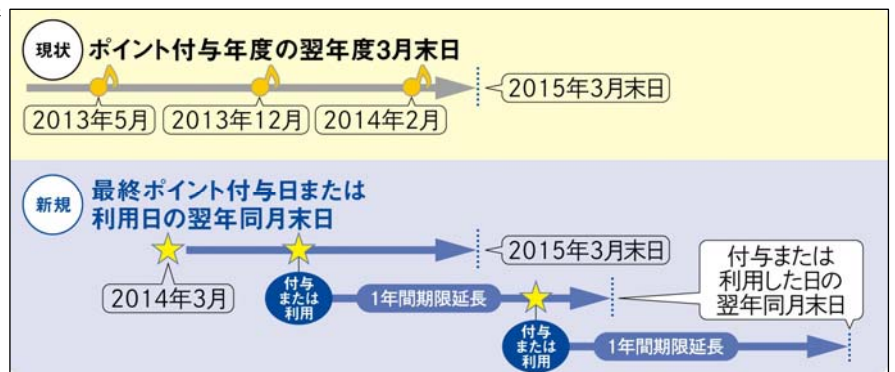 現状
ポイント付与年度の翌年度3月末日
2013年5月
2013年12月
2014年2月
2015年3月末日
新規
最終ポイント付与日または
利用日の翌年同月末日
2014年3月
2015年3月末日
付与
または
利用
1年間期限延長
付与または
利用した日の
翌年同月末日
付与
または
利用
1年間期限延長